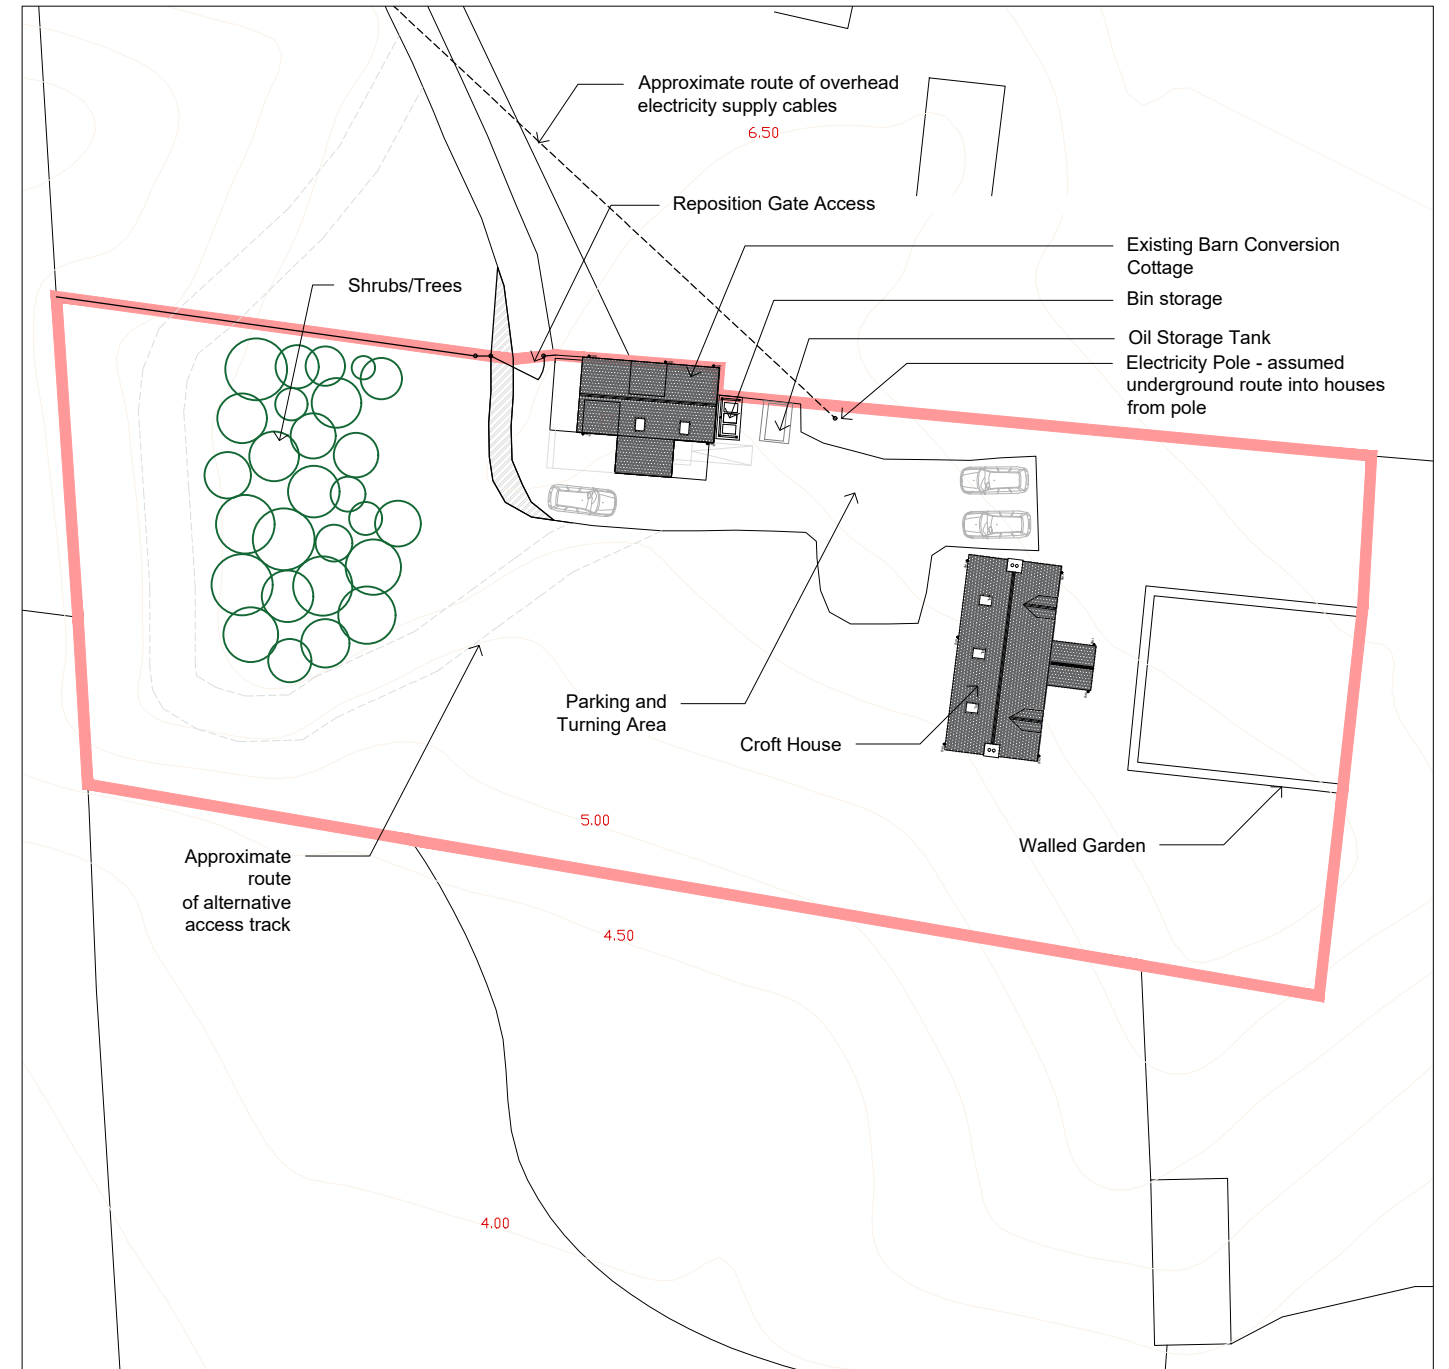 Approximate route of overhead
electricity supply cables
6.50
Reposition Gate Access
Existing Barn Conversion
Cottage
Shrubs/Trees
Bin storage
Oil Storage Tank
Electricity Pole - assumed
underground route into houses
from pole
Parking and
Turning Area
Croft House
5.00
Walled Garden
Approximate
route
of alternative
access track
4.50
4.00